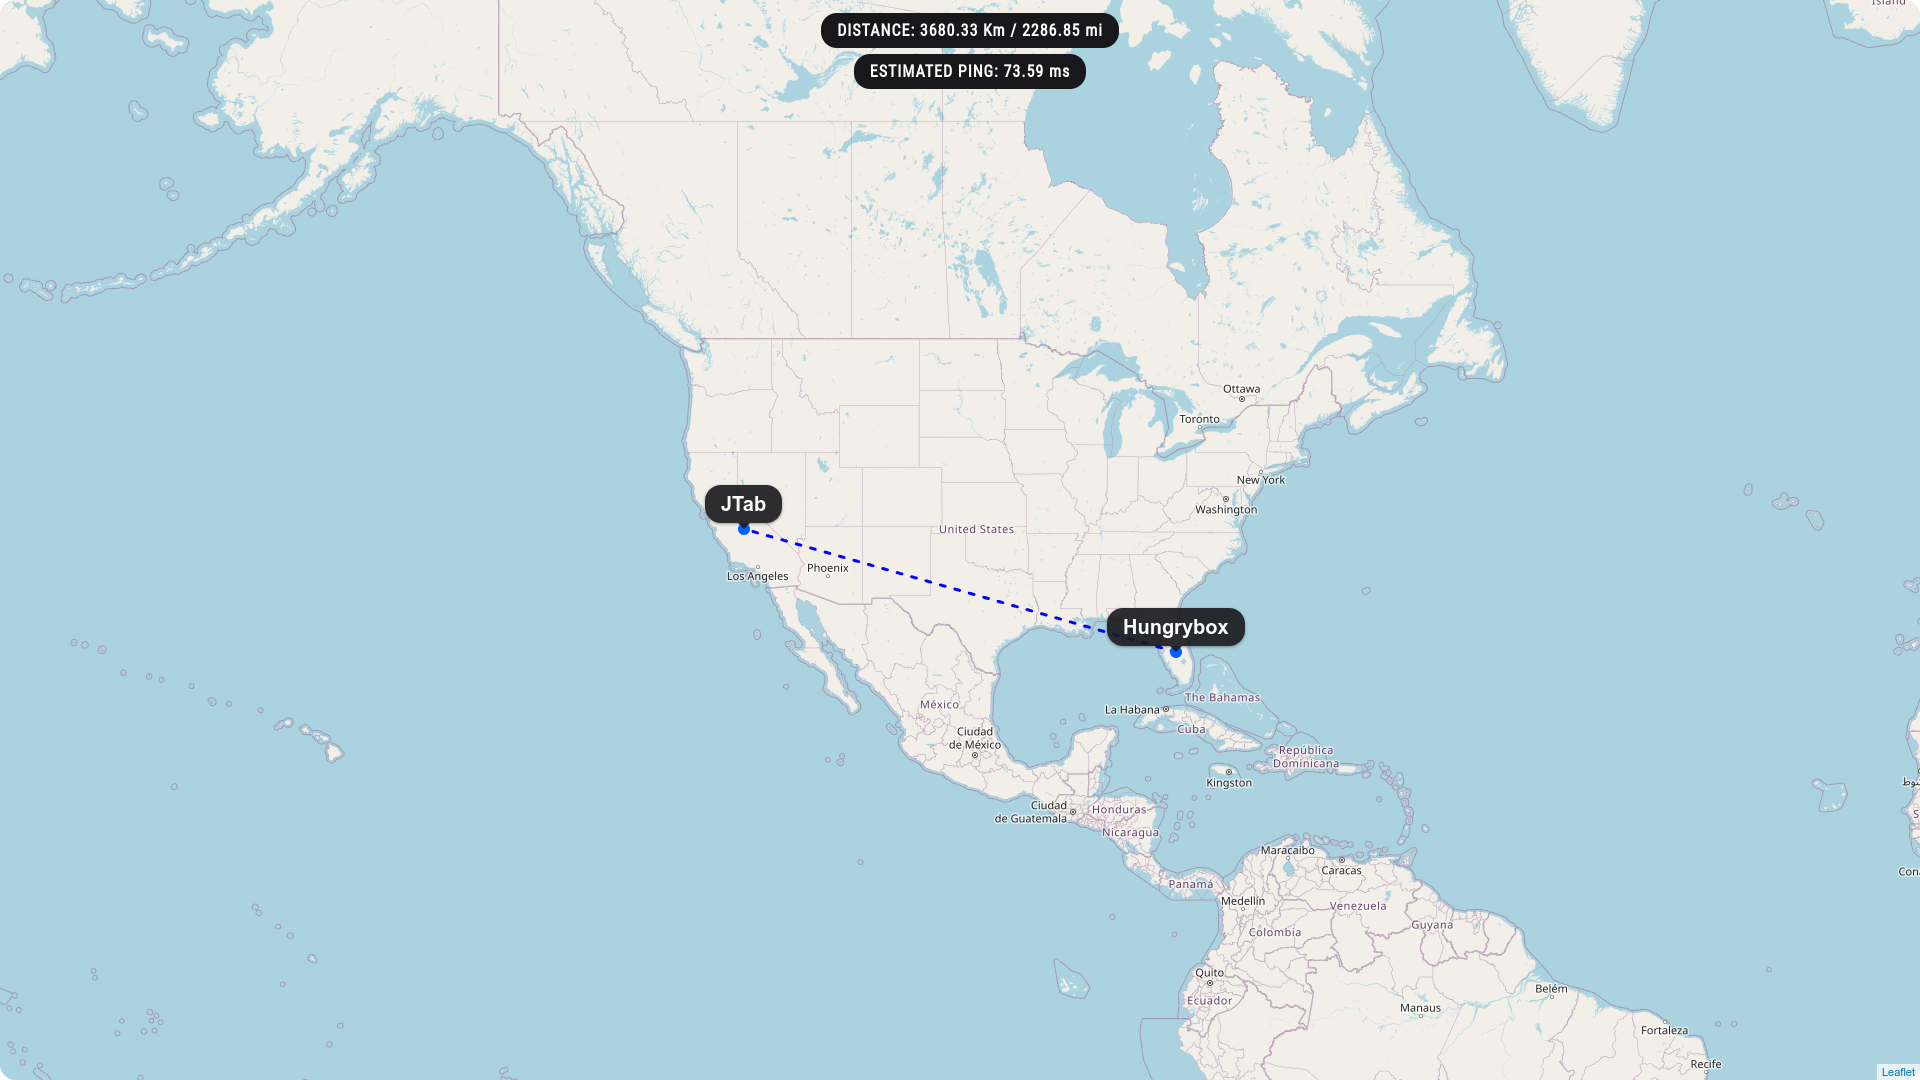 Island
DISTANCE: 3680.33 Km / 2286.85 mi
ESTIMATED PING: 73.59 ms
Ottawa
Toronto
New York
JTab
Washington
United States
Phoenix
Los Angeles
Hungrybox
The Bahamas
México
La Habana
Cuba
Ciudad
de México
República
Dominicana
Kingston
Ciudad
de Guatemala
Honduras
Nicaragua
Maracaibo
Caracas
Con
Panamá
Medellín
Venezuela
Guyana
Colombia
Quito
Ecuador
Belém
Manaus
Fortaleza
Recife
Leaflet